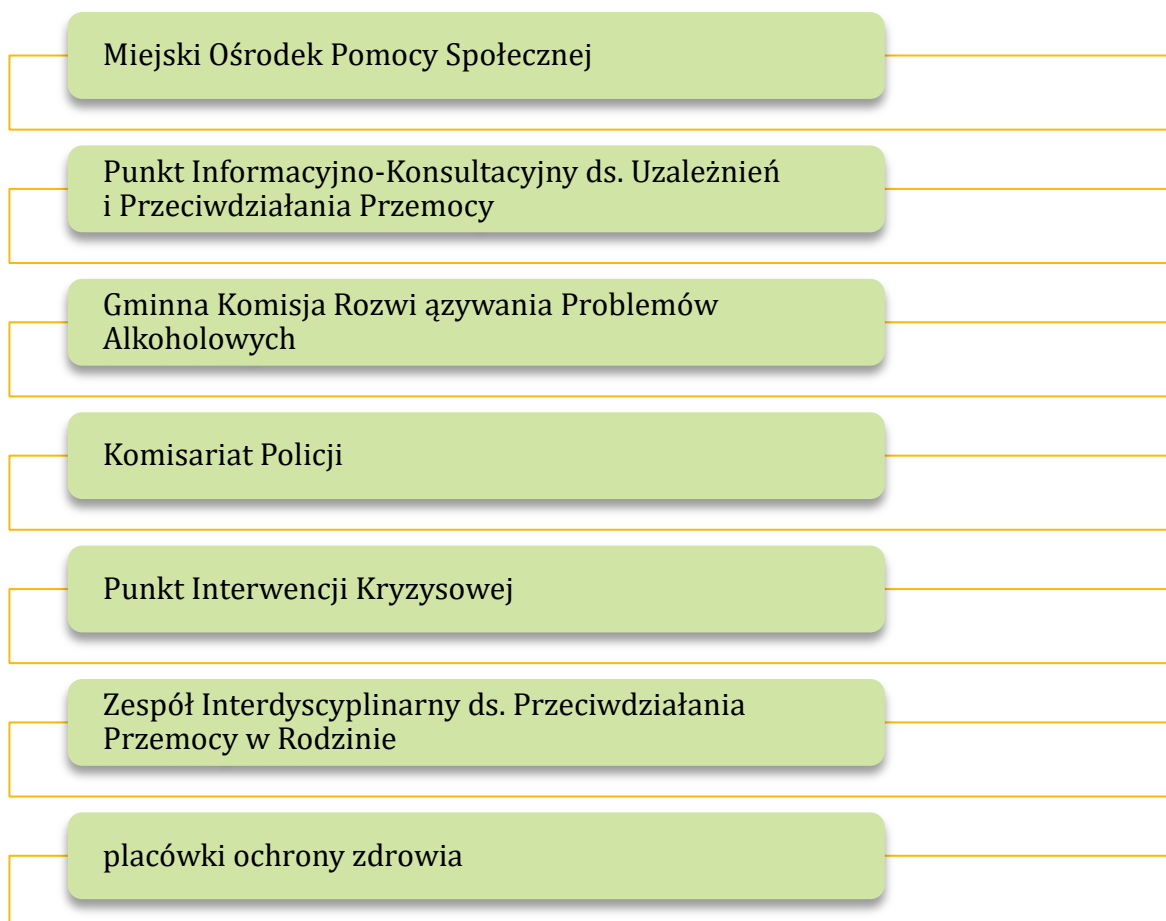 Miejski Ośrodek Pomocy Społecznej
Punkt Informacyjno-Konsultacyjny ds. Uzależnień
i Przeciwdziałania Przemocy
Gminna Komisja Rozwi ązywania Problemów
Alkoholowych
Komisariat Policji
Punkt Interwencji Kryzysowej
Zespół Interdyscyplinarny ds. Przeciwdziałania
Przemocy w Rodzinie
placówki ochrony zdrowia